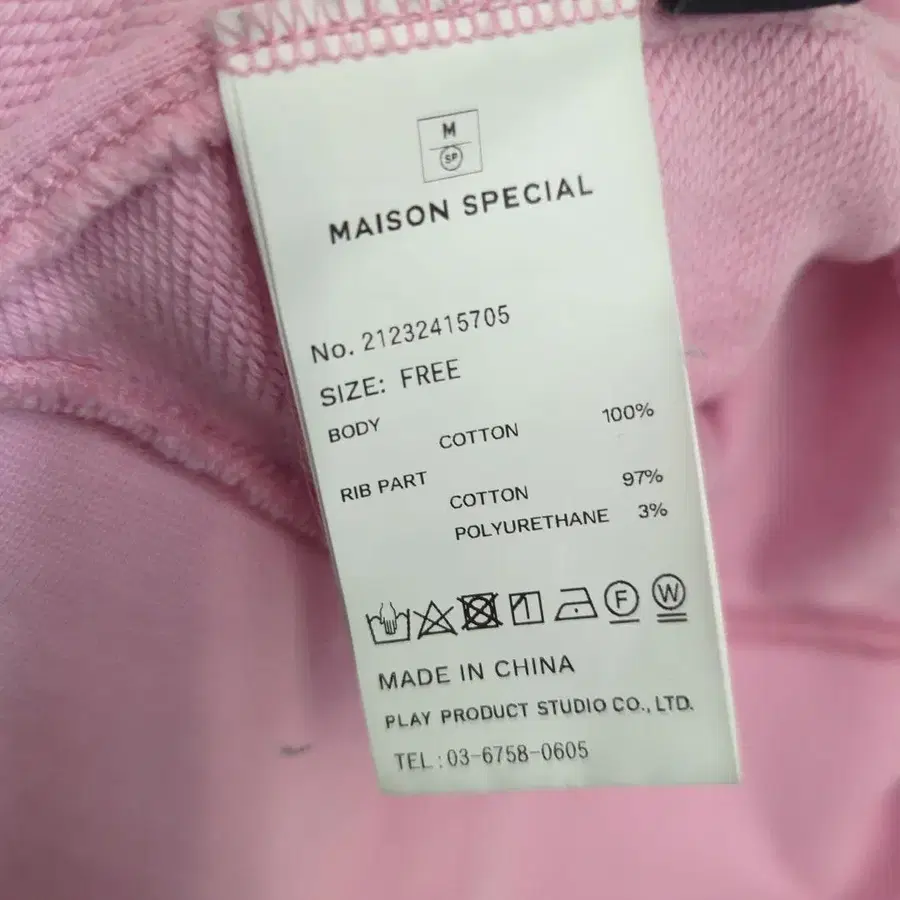 M
SP
MAISON SPECIAL
No. 21232415705
SIZE: FREE
BODY
COTTON 100%
RIB PART
COTTON 97%
POLYURETHANE 3%
F W
MADE IN CHINA
PLAY PRODUCT STUDIO CO., LTD.
TEL:03-6758-0605